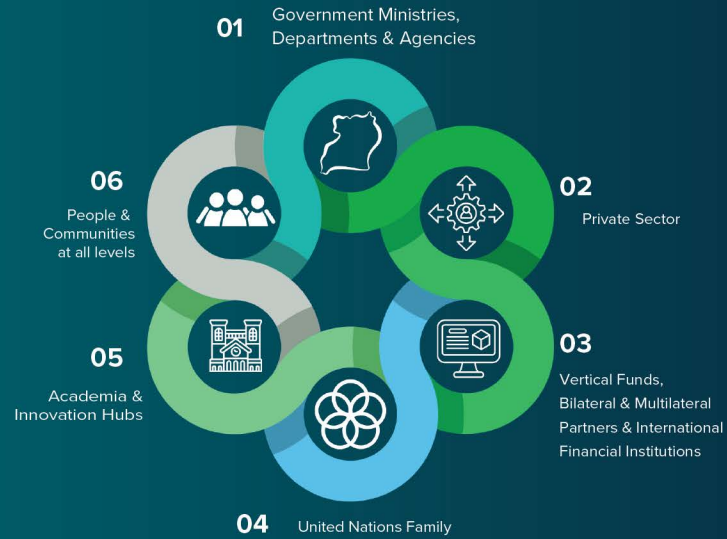 01
Government Ministries,
Departments & Agencies
02
Private Sector
03
Vertical Funds,
Bilateral & Multilateral
Partners & International
Financial Institutions
04
United Nations Family
05
Academia &
Innovation Hubs
06
People &
Communities
at all levels